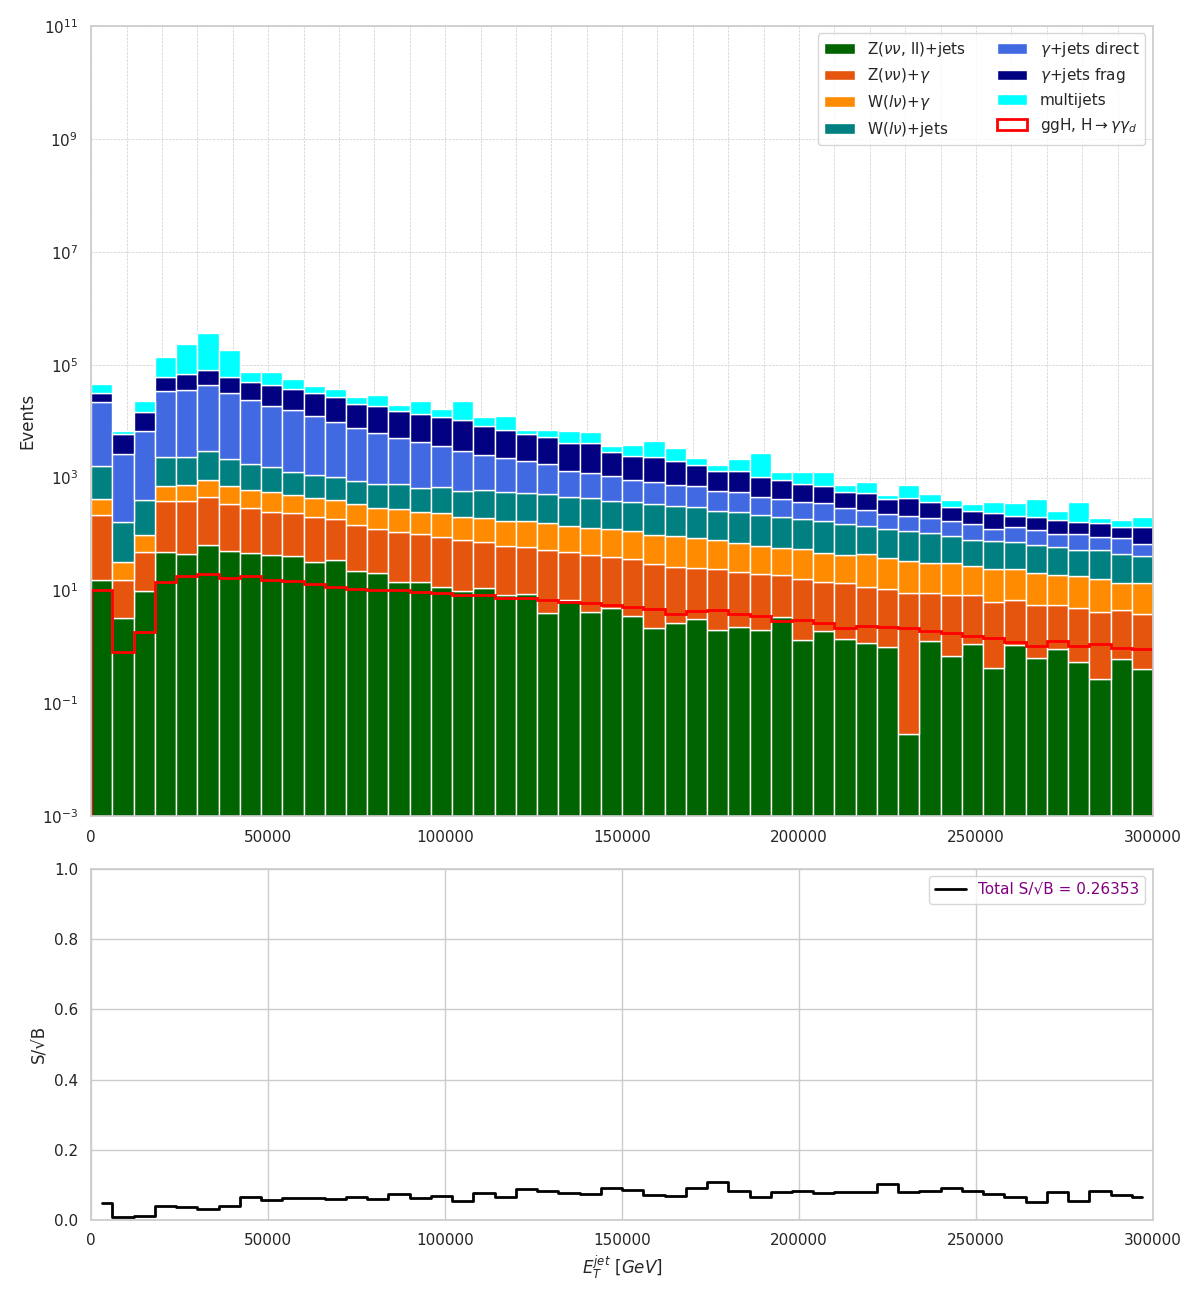 10^11
10^9
10^7
10^5
10^3
10^1
10^−1
10^−3
Events
Z(νν, ll)+jets
Z(νν)+γ
W(lν)+γ
W(lν)+jets
γ+jets direct
γ+jets frag
multijets
ggH, H→γγ_d
0 50000 100000 150000 200000 250000 300000
1.0
0.8
0.6
0.4
0.2
0.0
S/√B
Total S/√B = 0.26353
0 50000 100000 150000 200000 250000 300000
E_T^jet [GeV]